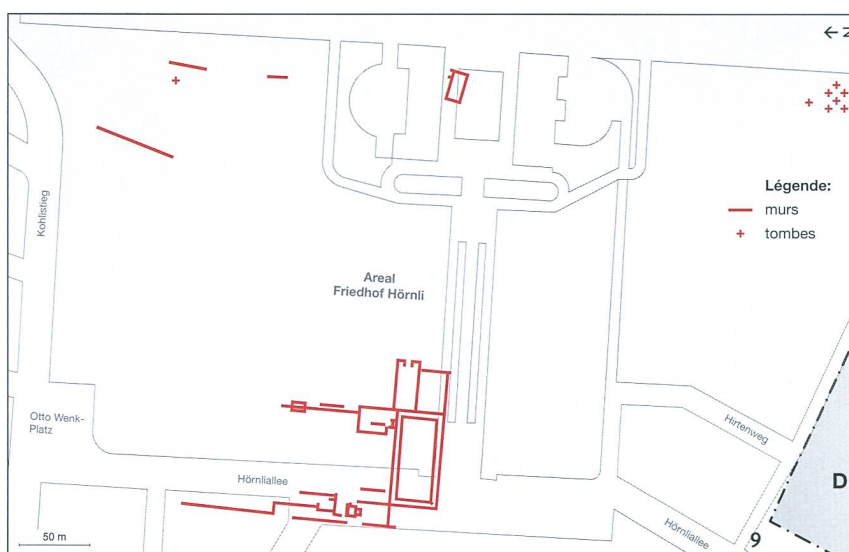 ← N
Légende:
murs
tombes
Kohlistieg
Areal
Friedhof Hörnli
Otto Wenk-
Platz
Hirtenweg
Hörnliallee
D
Hörnliallee
9
50 m